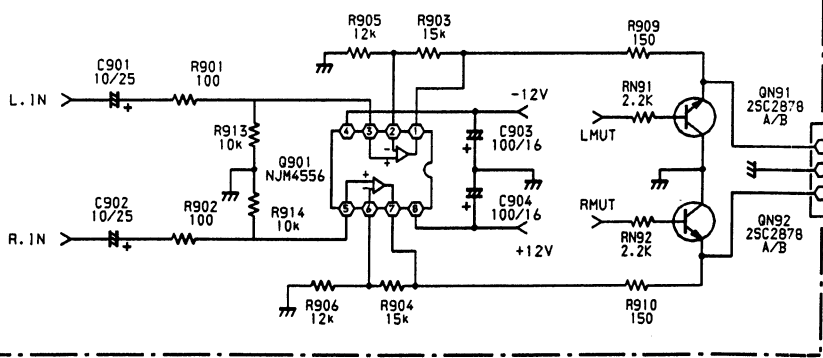 R905
12k
R903
15k
R909
150
C901
10/25
+
R901
100
L.IN
-12V
RN91
2.2K
QN91
2SC2878
A/B
R913
10k
4
3
2
1
-
+
+
C903
100/16
LMUT
Q901
NJM4556
+
-
C902
10/25
+
R902
100
R914
10k
5
6
7
8
+
C904
100/16
RMUT
RN92
2.2K
QN92
2SC2878
A/B
R.IN
+12V
R906
12k
R904
15k
R910
150